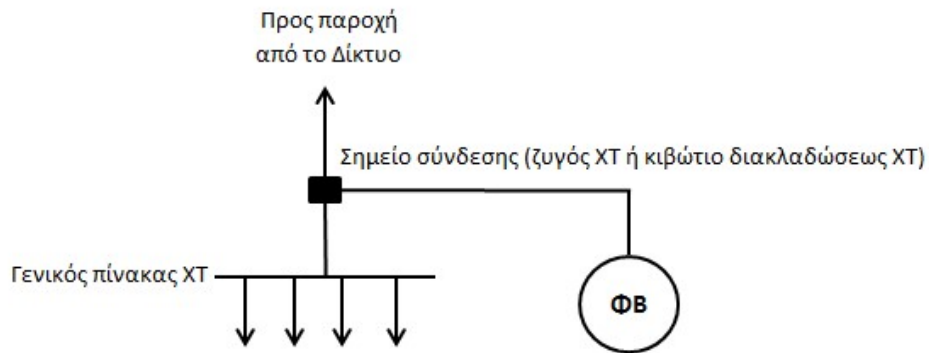 Προς παροχή
από το Δίκτυο
Σημείο σύνδεσης (ζυγός ΧΤ ή κιβώτιο διακλαδώσεως ΧΤ)
Γενικός πίνακας ΧΤ
ΦΒ